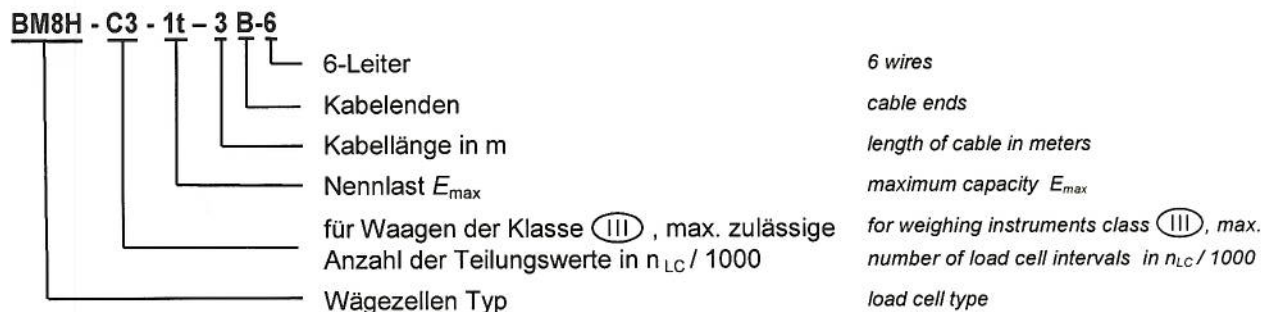 BM8H - C3 - 1t – 3 B-6
6-Leiter 6 wires
Kabelenden cable ends
Kabellänge in m length of cable in meters
Nennlast Emax maximum capacity Emax
für Waagen der Klasse III , max. zulässige for weighing instruments class III, max.
Anzahl der Teilungswerte in n LC / 1000 number of load cell intervals in nLC / 1000
Wägezellen Typ load cell type